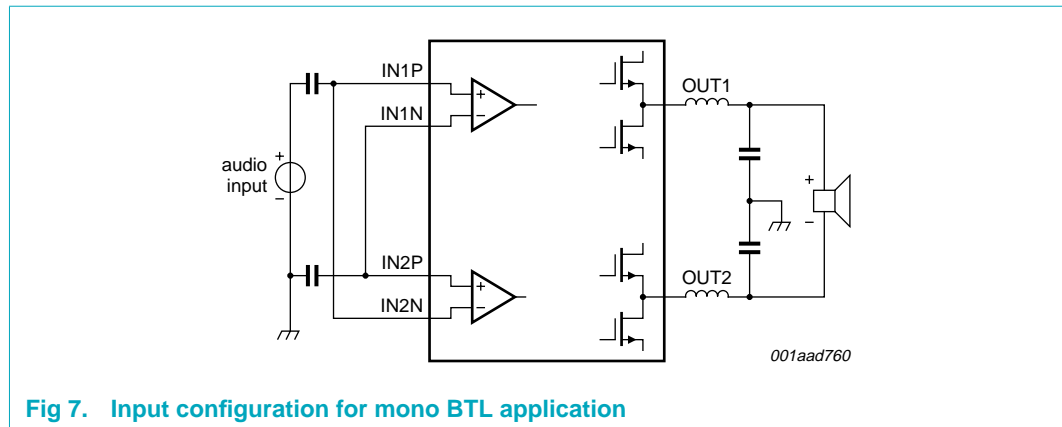 IN1P
OUT1
+
IN1N
−
audio
input
+
−
+
−
IN2P
+
OUT2
IN2N
−
001aad760
Fig 7. Input configuration for mono BTL application